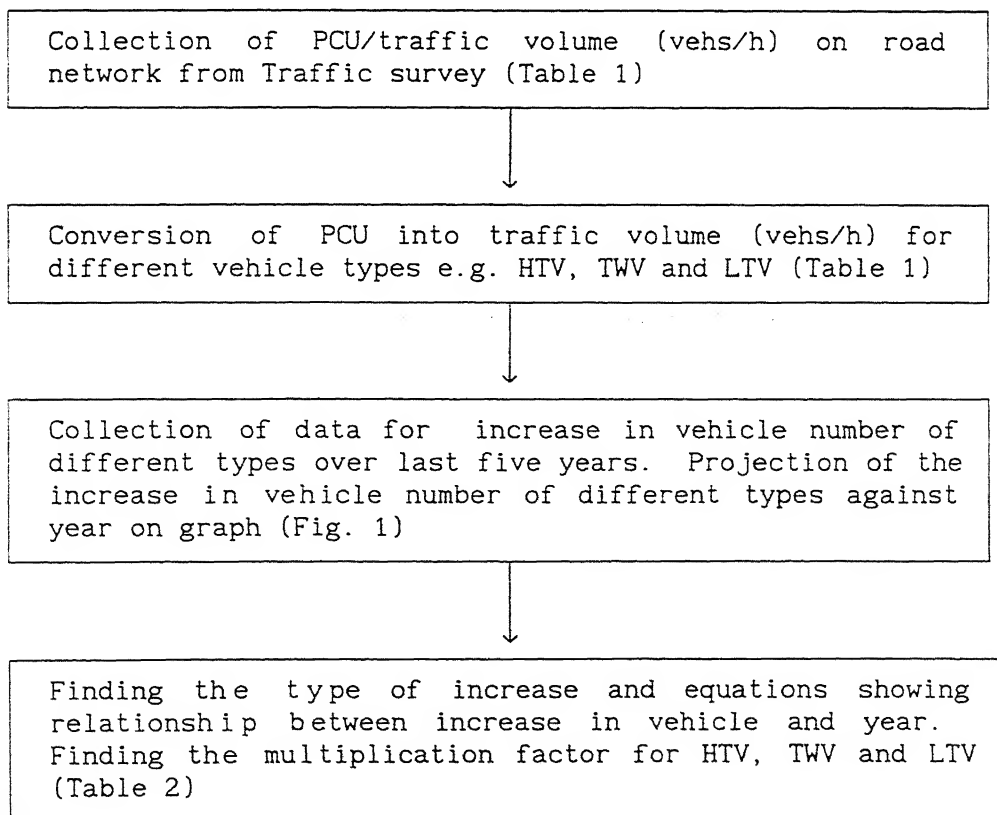 Collection of PCU/traffic volume (vehs/h) on road
network from Traffic survey (Table 1)
Conversion of PCU into traffic volume (vehs/h) for
different vehicle types e.g. HTV, TWV and LTV (Table 1)
Collection of data for increase in vehicle number of
different types over last five years. Projection of the
increase in vehicle number of different types against
year on graph (Fig. 1)
Finding the type of increase and equations showing
relationship between increase in vehicle and year.
Finding the multiplication factor for HTV, TWV and LTV
(Table 2)